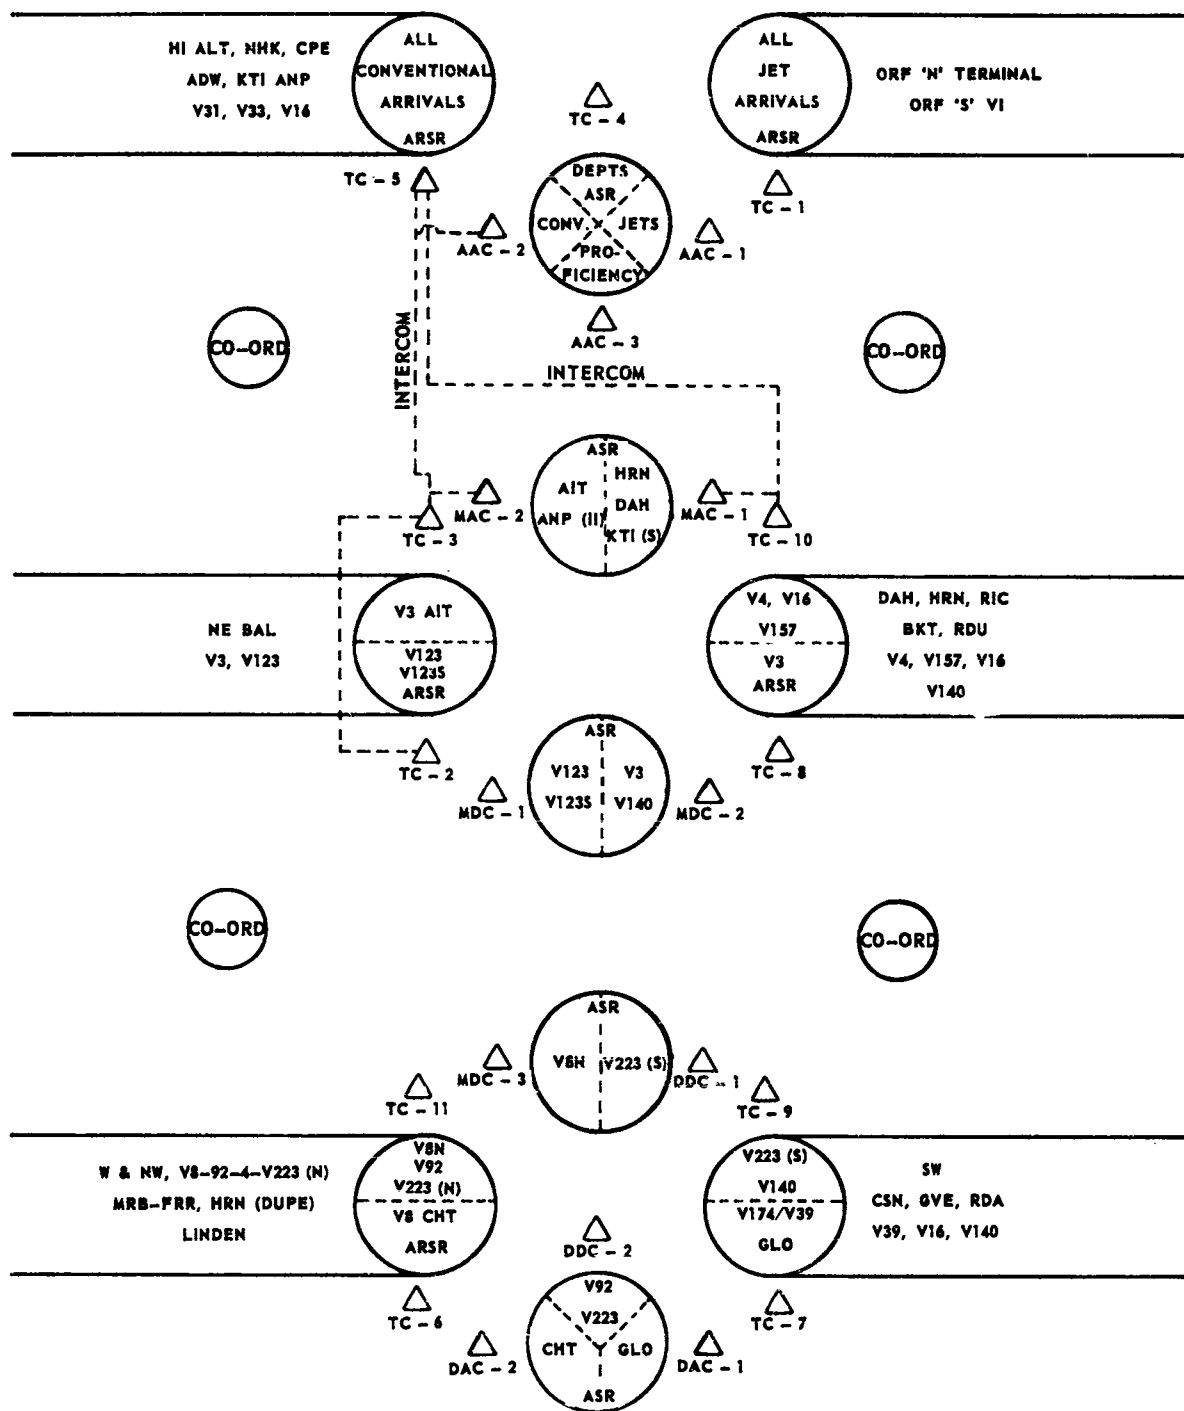 HI ALT, NHK, CPE
ADW, KTI ANP
V31, V33, V16
ALL
CONVENTIONAL
ARRIVALS
ARSR
TC - 4
ALL
JET
ARRIVALS
ARSR
ORF 'N' TERMINAL
ORF 'S' VI
TC - 5
DEPTS
ASR
CONV.
JETS
PRO-
FICIENCY
TC - 1
AAC - 2
AAC - 1
AAC - 3
CO-ORD
CO-ORD
INTERCOM
INTERCOM
ASR
AIT
ANP (II)
HRN
DAH
KTI (S)
MAC - 2
MAC - 1
TC - 3
TC - 10
NE BAL
V3, V123
V3 AIT
V123
V123S
ARSR
V4, V16
V157
V3
ARSR
DAH, HRN, RIC
BKT, RDU
V4, V157, V16
V140
TC - 2
ASR
V123
V123S
V3
V140
TC - 8
MDC - 1
MDC - 2
CO-ORD
CO-ORD
ASR
V8N
V223 (S)
MDC - 3
DDC - 1
TC - 11
TC - 9
W & NW, V8-92-4-V223 (N)
MRB-FRR, HRN (DUPE)
LINDEN
V8N
V92
V223 (N)
V8 CHT
ARSR
V223 (S)
V140
V174/V39
GLO
SW
CSN, GVE, RDA
V39, V16, V140
DDC - 2
TC - 6
V92
V223
CHT
GLO
ASR
TC - 7
DAC - 2
DAC - 1